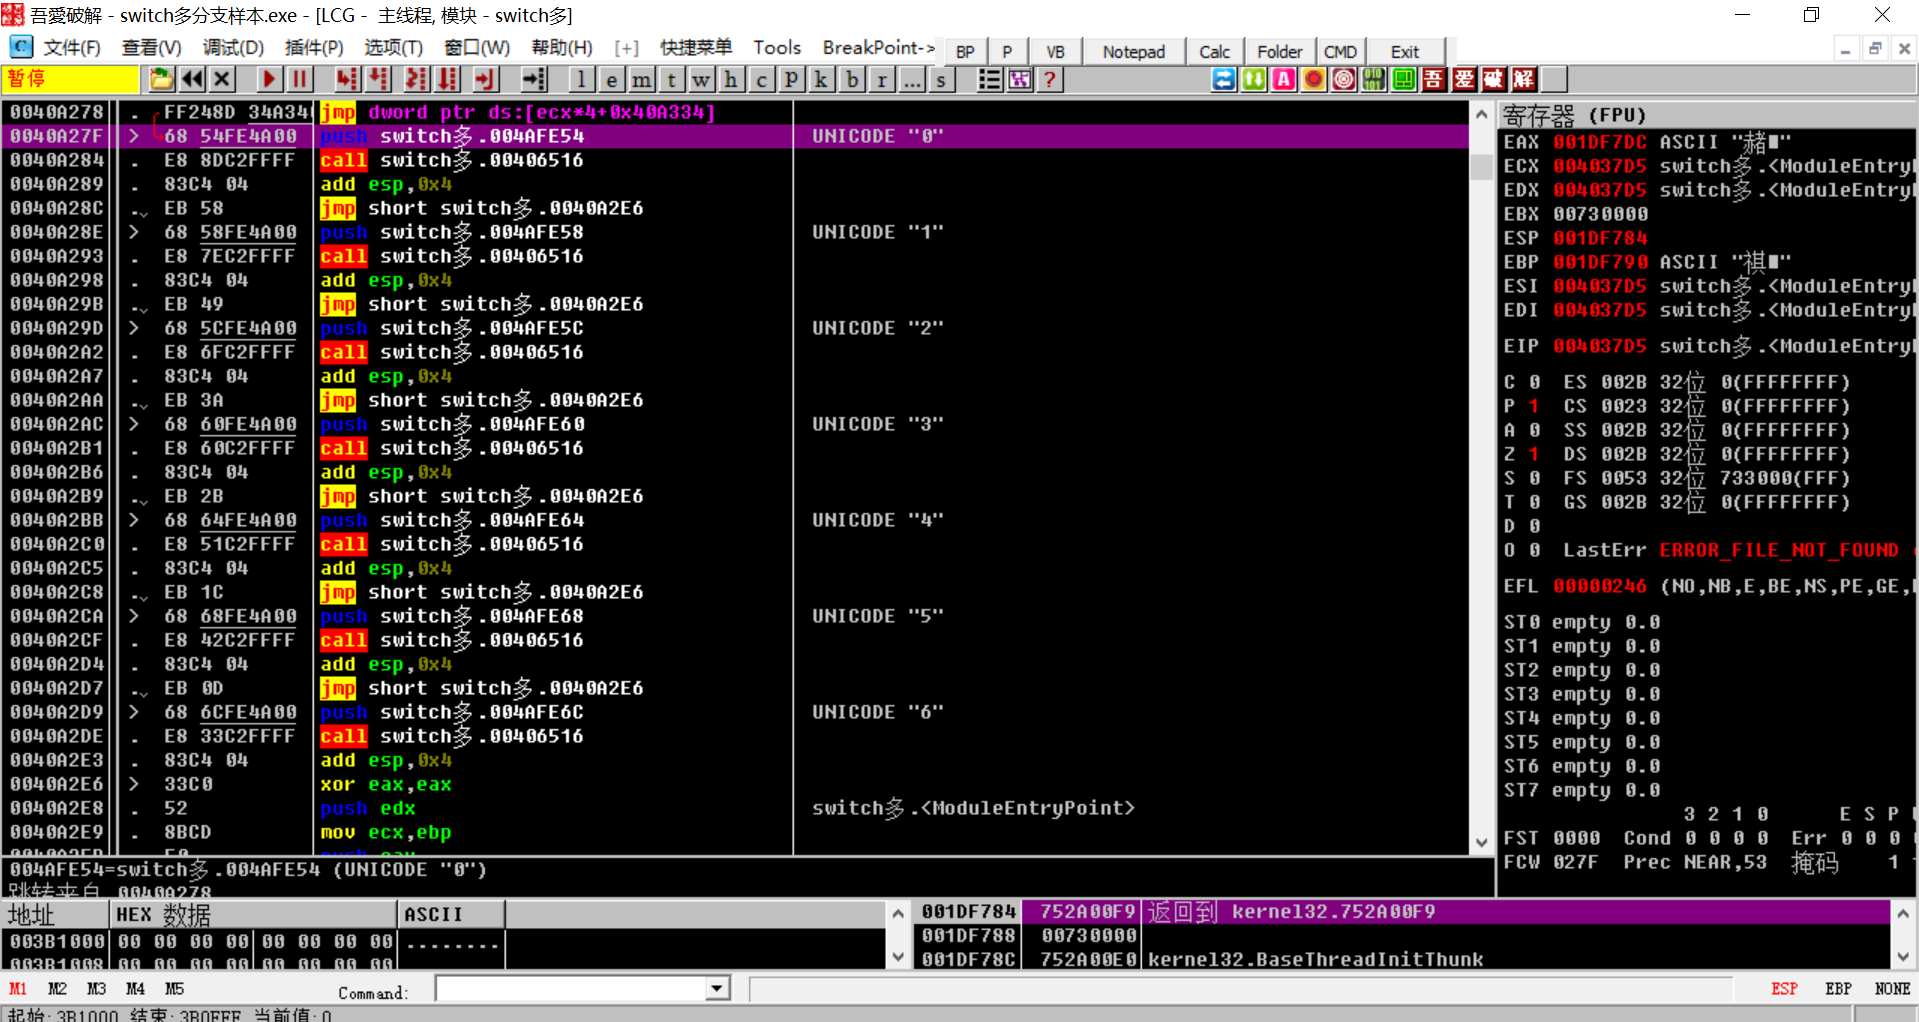 吾愛破解 - switch多分支样本.exe - [LCG - 主线程, 模块 - switch多]
文件(F) 查看(V) 调试(D) 插件(P) 选项(T) 窗口(W) 帮助(H) [+] 快捷菜单 Tools BreakPoint-> BP P VB Notepad Calc Folder CMD Exit
暂停 l e m t w h c p k b r ... s ? A 吾 爱 破 解
0040A278 . FF248D 34A34 jmp dword ptr ds:[ecx*4+0x40A334]
0040A27F > 68 54FE4A00 push switch多.004AFE54 UNICODE "0"
0040A284 . E8 8DC2FFFF call switch多.00406516
0040A289 . 83C4 04 add esp,0x4
0040A28C . EB 58 jmp short switch多.0040A2E6
0040A28E > 68 58FE4A00 push switch多.004AFE58 UNICODE "1"
0040A293 . E8 7EC2FFFF call switch多.00406516
0040A298 . 83C4 04 add esp,0x4
0040A29B . EB 49 jmp short switch多.0040A2E6
0040A29D > 68 5CFE4A00 push switch多.004AFE5C UNICODE "2"
0040A2A2 . E8 6FC2FFFF call switch多.00406516
0040A2A7 . 83C4 04 add esp,0x4
0040A2AA . EB 3A jmp short switch多.0040A2E6
0040A2AC > 68 60FE4A00 push switch多.004AFE60 UNICODE "3"
0040A2B1 . E8 60C2FFFF call switch多.00406516
0040A2B6 . 83C4 04 add esp,0x4
0040A2B9 . EB 2B jmp short switch多.0040A2E6
0040A2BB > 68 64FE4A00 push switch多.004AFE64 UNICODE "4"
0040A2C0 . E8 51C2FFFF call switch多.00406516
0040A2C5 . 83C4 04 add esp,0x4
0040A2C8 . EB 1C jmp short switch多.0040A2E6
0040A2CA > 68 68FE4A00 push switch多.004AFE68 UNICODE "5"
0040A2CF . E8 42C2FFFF call switch多.00406516
0040A2D4 . 83C4 04 add esp,0x4
0040A2D7 . EB 0D jmp short switch多.0040A2E6
0040A2D9 > 68 6CFE4A00 push switch多.004AFE6C UNICODE "6"
0040A2DE . E8 33C2FFFF call switch多.00406516
0040A2E3 . 83C4 04 add esp,0x4
0040A2E6 > 33C0 xor eax,eax
0040A2E8 . 52 push edx switch多.<ModuleEntryPoint>
0040A2E9 . 8BCD mov ecx,ebp
0040A2EB . 50 push eax
004AFE54=switch多.004AFE54 (UNICODE "0")
跳转来自 0040A278
寄存器 (FPU)
EAX 001DF7DC ASCII "赭
ECX 004037D5 switch多.<ModuleEntryP
EDX 004037D5 switch多.<ModuleEntryP
EBX 00730000
ESP 001DF784
EBP 001DF790 ASCII "祺
ESI 004037D5 switch多.<ModuleEntryP
EDI 004037D5 switch多.<ModuleEntryP
EIP 004037D5 switch多.<ModuleEntryP
C 0 ES 002B 32位 0(FFFFFFFF)
P 1 CS 0023 32位 0(FFFFFFFF)
A 0 SS 002B 32位 0(FFFFFFFF)
Z 1 DS 002B 32位 0(FFFFFFFF)
S 0 FS 0053 32位 733000(FFF)
T 0 GS 002B 32位 0(FFFFFFFF)
D 0
O 0 LastErr ERROR_FILE_NOT_FOUND
EFL 00000246 (NO,NB,E,BE,NS,PE,GE,
ST0 empty 0.0
ST1 empty 0.0
ST2 empty 0.0
ST3 empty 0.0
ST4 empty 0.0
ST5 empty 0.0
ST6 empty 0.0
ST7 empty 0.0
3 2 1 0 E S P U
FST 0000 Cond 0 0 0 0 Err 0 0 0
FCW 027F Prec NEAR,53 掩码 1
地址 HEX 数据 ASCII
003B1000 00 00 00 00 00 00 00 00 ........
003B1008 00 00 00 00 00 00 00 00
001DF784 752A00F9 返回到 kernel32.752A00F9
001DF788 00730000
001DF78C 752A00E0 kernel32.BaseThreadInitThunk
M1 M2 M3 M4 M5 Command: ESP EBP NONE
起始:3B1000 结束:3B0FFF 当前值:0